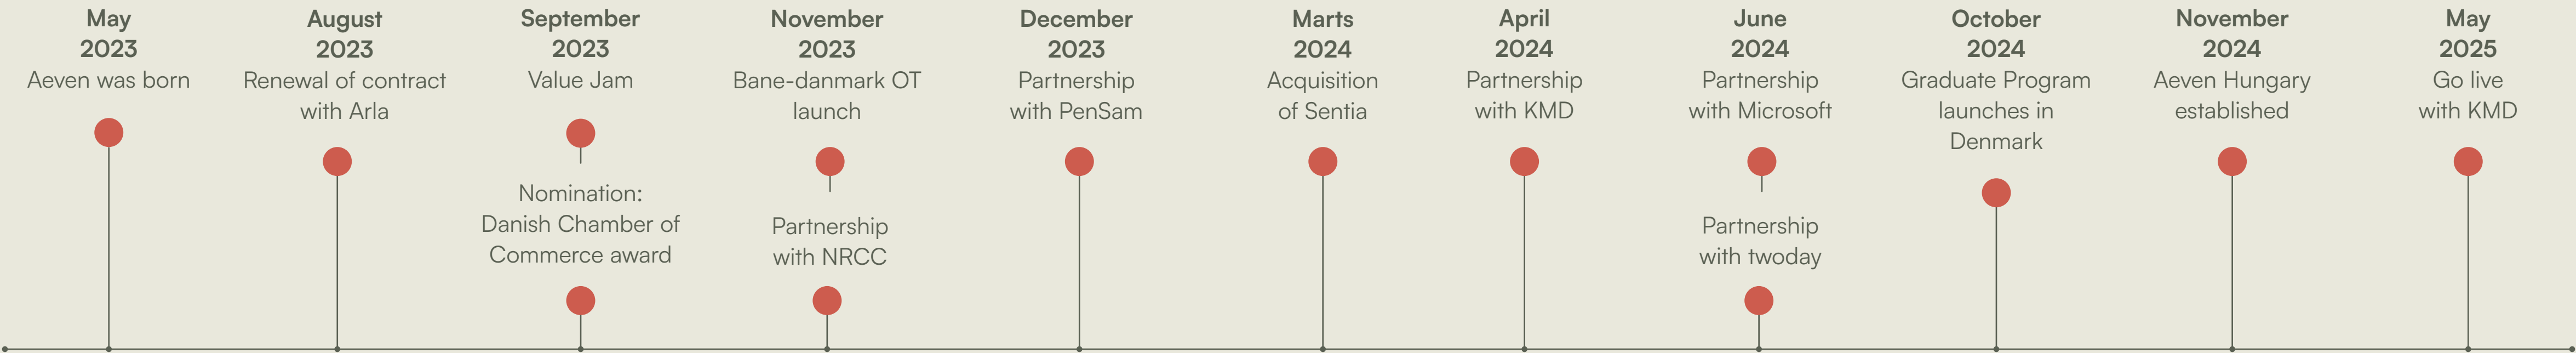 May
2023
Aeven was born
August
2023
Renewal of contract
with Arla
September
2023
Value Jam
Nomination:
Danish Chamber of
Commerce award
November
2023
Bane-danmark OT
launch
Partnership
with NRCC
December
2023
Partnership
with PenSam
Marts
2024
Acquisition
of Sentia
April
2024
Partnership
with KMD
June
2024
Partnership
with Microsoft
Partnership
with twoday
October
2024
Graduate Program
launches in
Denmark
November
2024
Aeven Hungary
established
May
2025
Go live
with KMD